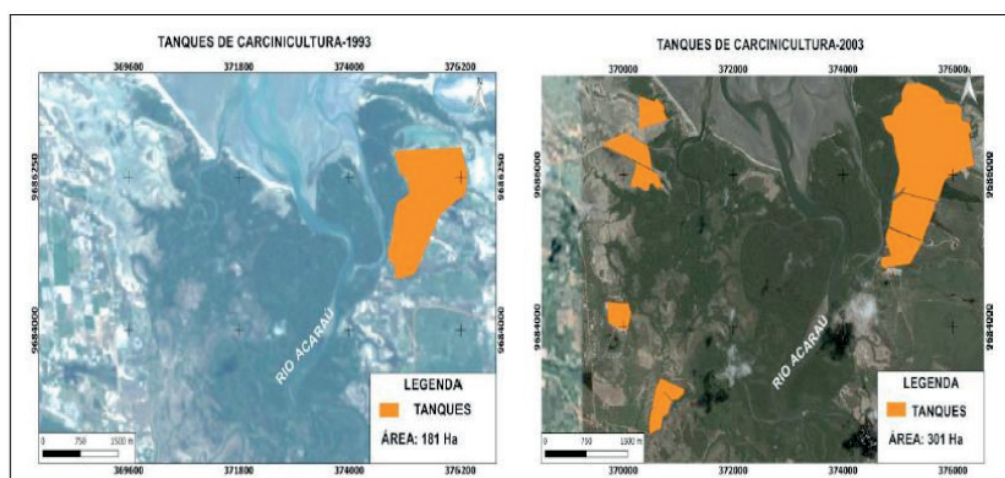 TANQUES DE CARCINICULTURA-1993
369600 371800 374000 376200
N
9686250
9686250
9684000
9684000
RIO ACARAÚ
LEGENDA
TANQUES
ÁREA: 181 Ha
0 750 1500 m
369600 371800 374000 376200
TANQUES DE CARCINICULTURA-2003
370000 372000 374000 376000
9686000
9686000
9684000
9684000
RIO ACARAÚ
LEGENDA
TANQUES
ÁREA: 301 Ha
0 750 1500 m
370000 372000 374000 376000